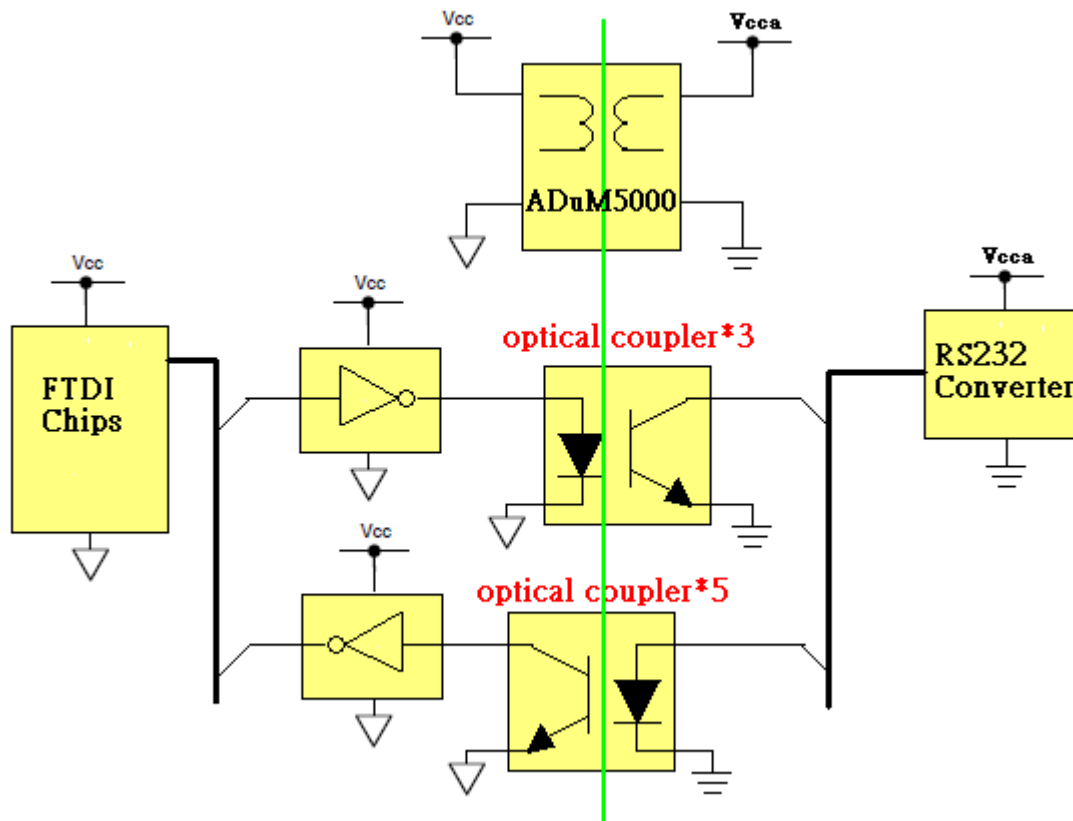 Vcc
Vcca
ADuM5000
Vcc
Vcc
Vcca
optical coupler*3
FTDI
Chips
RS232
Converter
Vcc
optical coupler*5